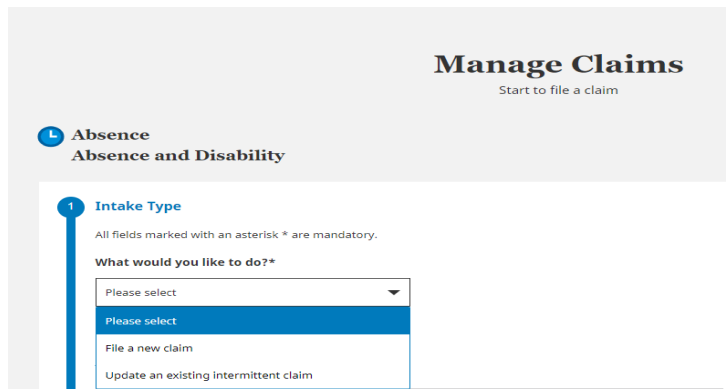 Manage Claims
Start to file a claim
Absence
Absence and Disability
1 Intake Type
All fields marked with an asterisk * are mandatory.
What would you like to do?*
Please select
Please select
File a new claim
Update an existing intermittent claim